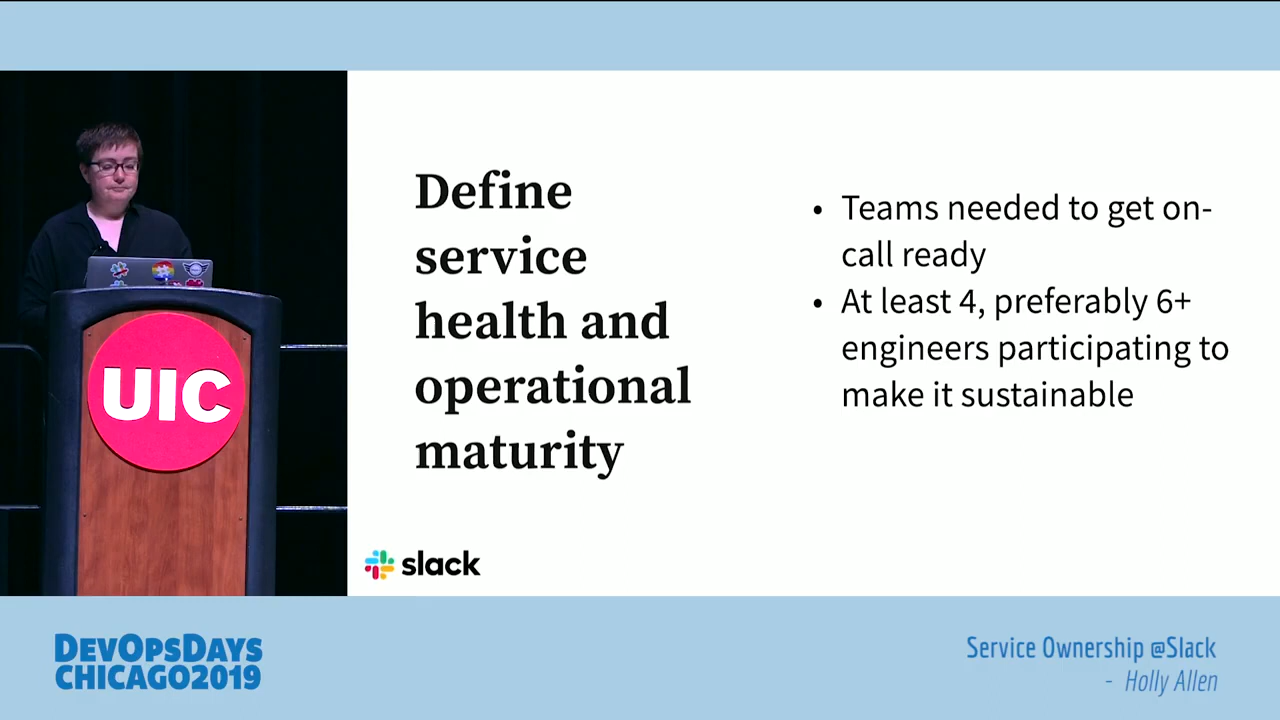 Define
service
health and
operational
maturity
• Teams needed to get on-
call ready
• At least 4, preferably 6+
engineers participating to
make it sustainable
UIC
slack
DEVOPSDAYS
CHICAGO2019
Service Ownership @Slack
- Holly Allen